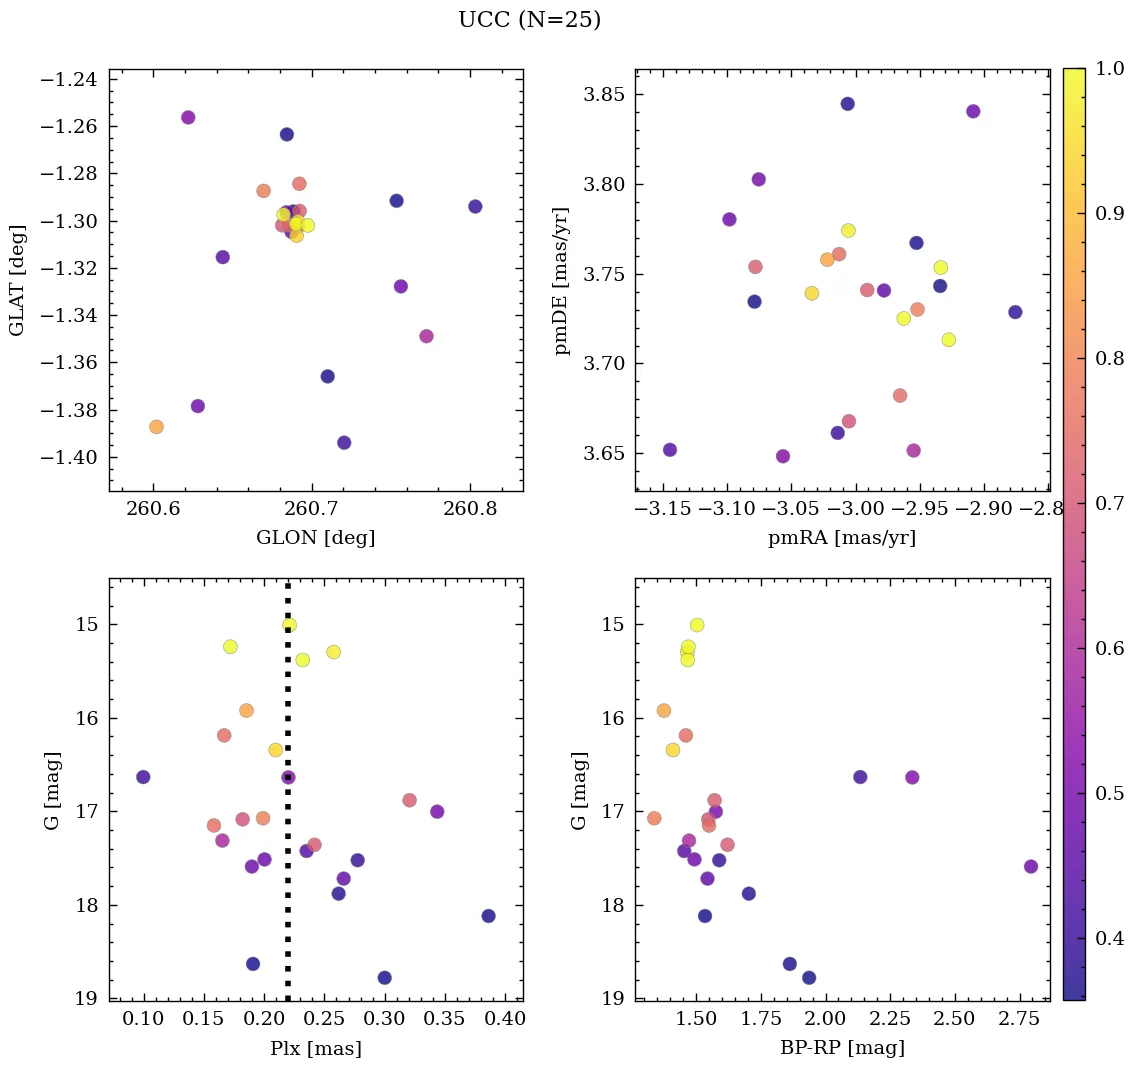 UCC (N=25)
−1.24
−1.26
−1.28
−1.30
−1.32
−1.34
−1.36
−1.38
−1.40
GLAT [deg]
260.6 260.7 260.8
GLON [deg]
3.85
3.80
3.75
3.70
3.65
pmDE [mas/yr]
−3.15 −3.10 −3.05 −3.00 −2.95 −2.90 −2.8
pmRA [mas/yr]
15
16
17
18
19
G [mag]
0.10 0.15 0.20 0.25 0.30 0.35 0.40
Plx [mas]
15
16
17
18
19
G [mag]
1.50 1.75 2.00 2.25 2.50 2.75
BP-RP [mag]
1.0
0.9
0.8
0.7
0.6
0.5
0.4